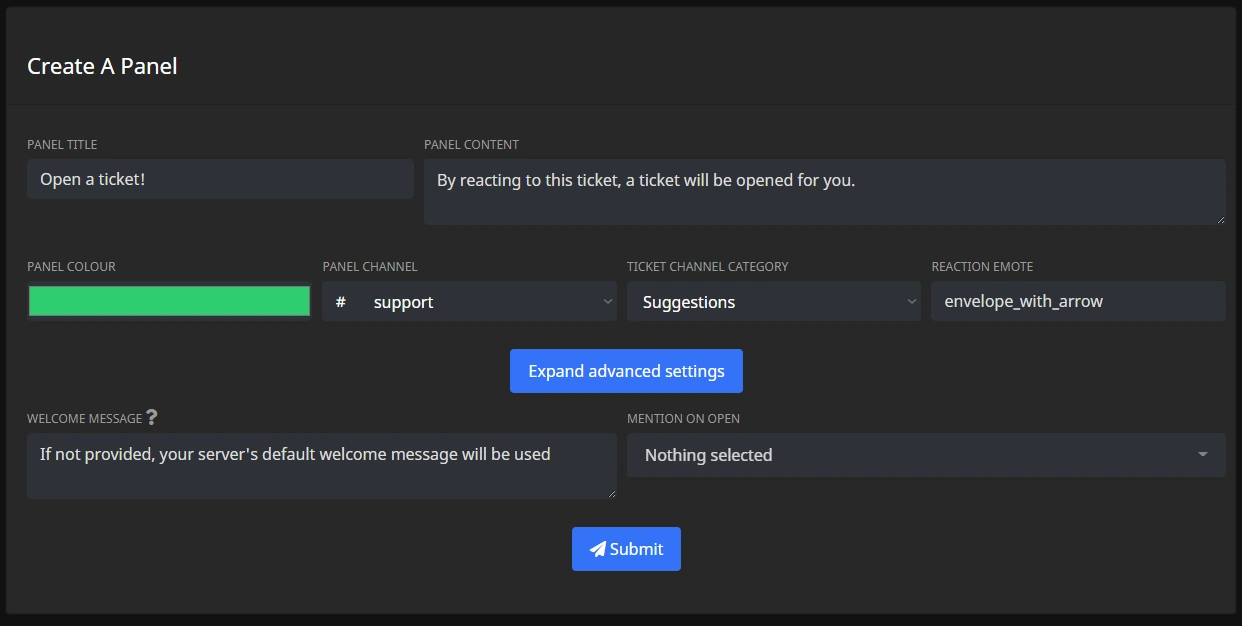 Create A Panel
PANEL TITLE
PANEL CONTENT
Open a ticket!
By reacting to this ticket, a ticket will be opened for you.
PANEL COLOUR
PANEL CHANNEL
TICKET CHANNEL CATEGORY
REACTION EMOTE
# support
Suggestions
envelope_with_arrow
Expand advanced settings
WELCOME MESSAGE ?
MENTION ON OPEN
If not provided, your server's default welcome message will be used
Nothing selected
Submit